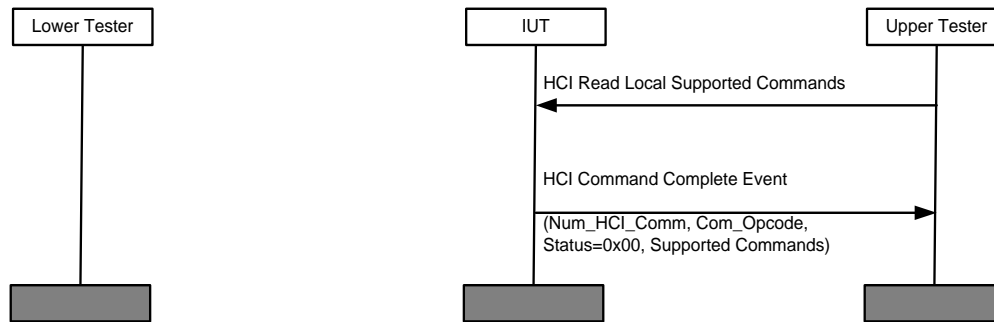 Lower Tester
IUT
Upper Tester
HCI Read Local Supported Commands
HCI Command Complete Event
(Num_HCI_Comm, Com_Opcode,
Status=0x00, Supported Commands)